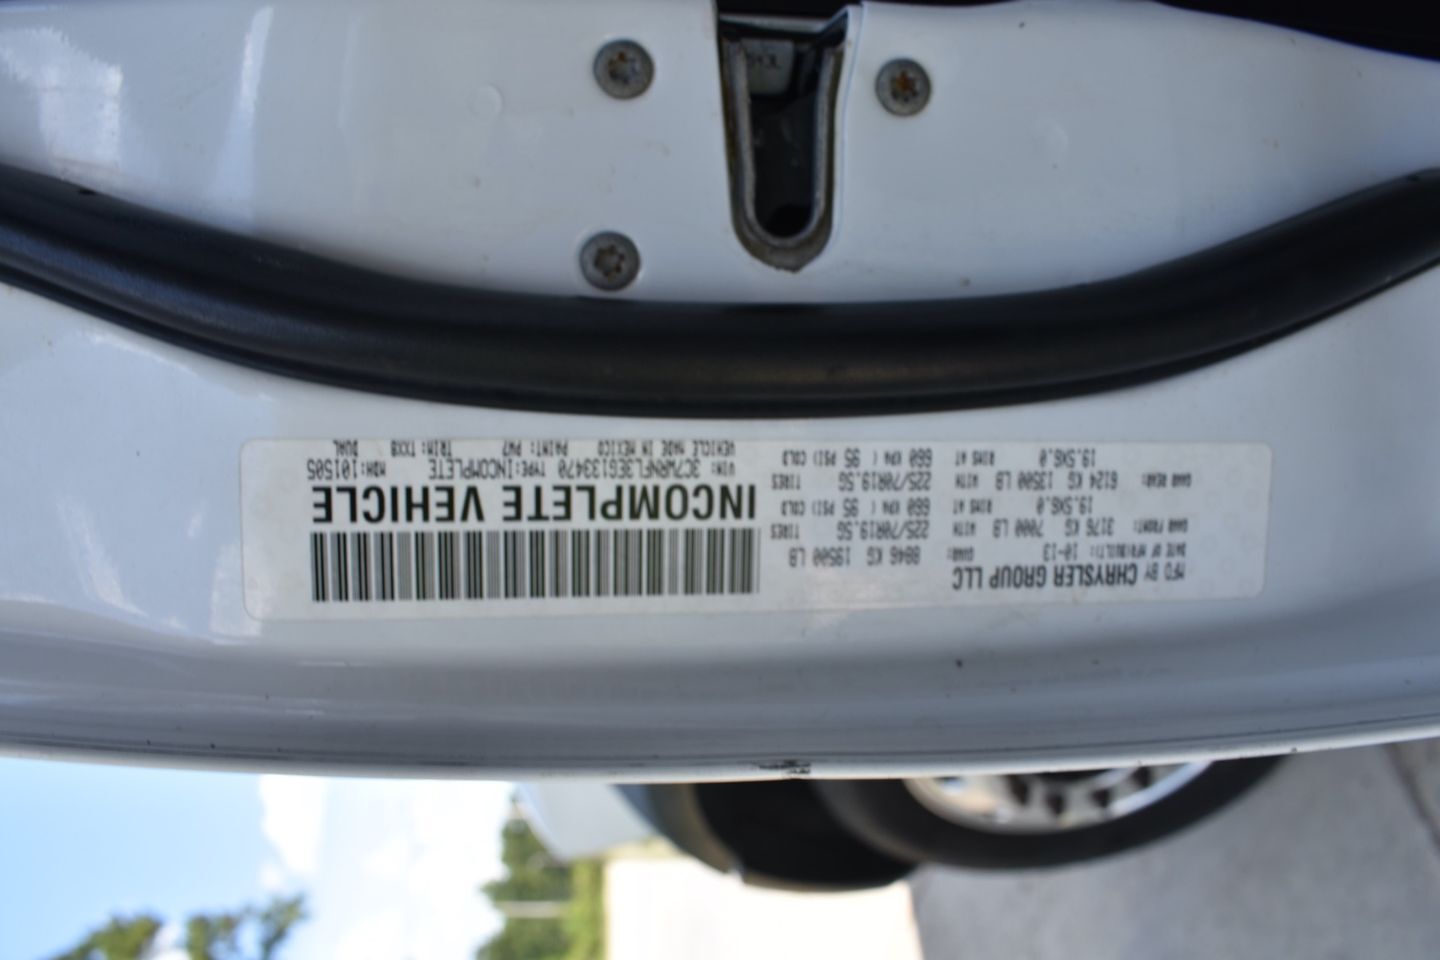 MFD BY CHRYSLER GROUP LLC
DATE OF MFR(BUILT): 10-13 GVWR: 8846 KG 19500 LB
GAWR FRONT: 3176 KG 7000 LB WITH TIRES 225/70R19.5G
RIMS AT 19.5X6.0 660 KPA ( 95 PSI) COLD
GAWR REAR: 6124 KG 13500 LB WITH TIRES 225/70R19.5G
RIMS AT 19.5X6.0 660 KPA ( 95 PSI) COLD
INCOMPLETE VEHICLE
VIN: 3C7WRNFL3EG133470 TYPE:INCOMPLETE MDH:101505
VEHICLE MADE IN MEXICO PAINT: PW7 TRIM: TXX8 DUAL